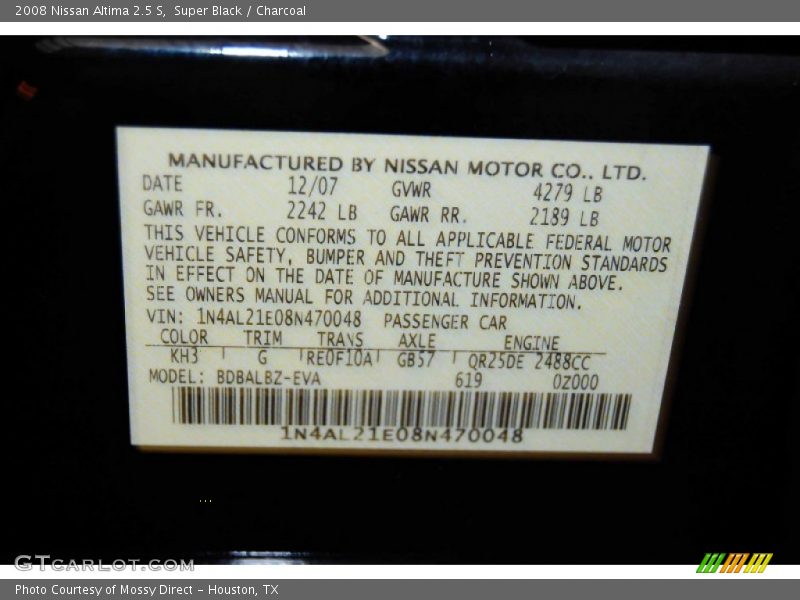 2008 Nissan Altima 2.5 S, Super Black / Charcoal
MANUFACTURED BY NISSAN MOTOR CO., LTD.
DATE 12/07 GVWR 4279 LB
GAWR FR. 2242 LB GAWR RR. 2189 LB
THIS VEHICLE CONFORMS TO ALL APPLICABLE FEDERAL MOTOR
VEHICLE SAFETY, BUMPER AND THEFT PREVENTION STANDARDS
IN EFFECT ON THE DATE OF MANUFACTURE SHOWN ABOVE.
SEE OWNERS MANUAL FOR ADDITIONAL INFORMATION.
VIN: 1N4AL21E08N470048 PASSENGER CAR
COLOR TRIM TRANS AXLE ENGINE
KH3 G RE0F10A GB57 QR25DE 2488CC
MODEL: BDBALBZ-EVA 619 0Z000
1N4AL21E08N470048
...
GTCARLOT.COM
Photo Courtesy of Mossy Direct – Houston, TX